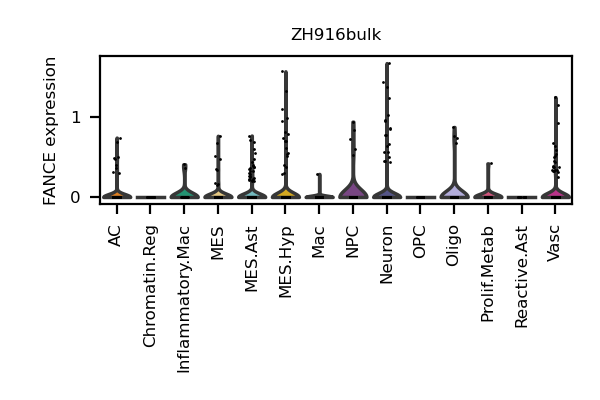 ZH916bulk
FANCE expression
1
0
AC
Chromatin.Reg
Inflammatory.Mac
MES
MES.Ast
MES.Hyp
Mac
NPC
Neuron
OPC
Oligo
Prolif.Metab
Reactive.Ast
Vasc